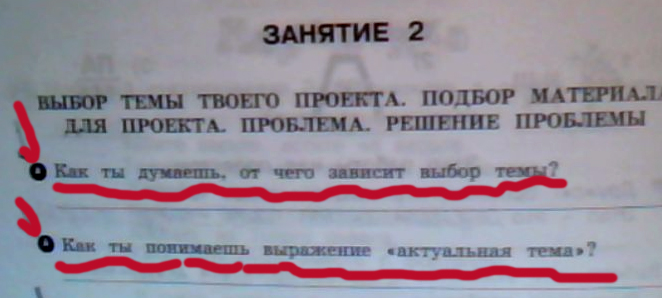 ЗАНЯТИЕ 2
ВЫБОР ТЕМЫ ТВОЕГО ПРОЕКТА. ПОДБОР МАТЕРИАЛА
ДЛЯ ПРОЕКТА. ПРОБЛЕМА. РЕШЕНИЕ ПРОБЛЕМЫ
Как ты думаешь, от чего зависит выбор темы?
Как ты понимаешь выражение «актуальная тема»?